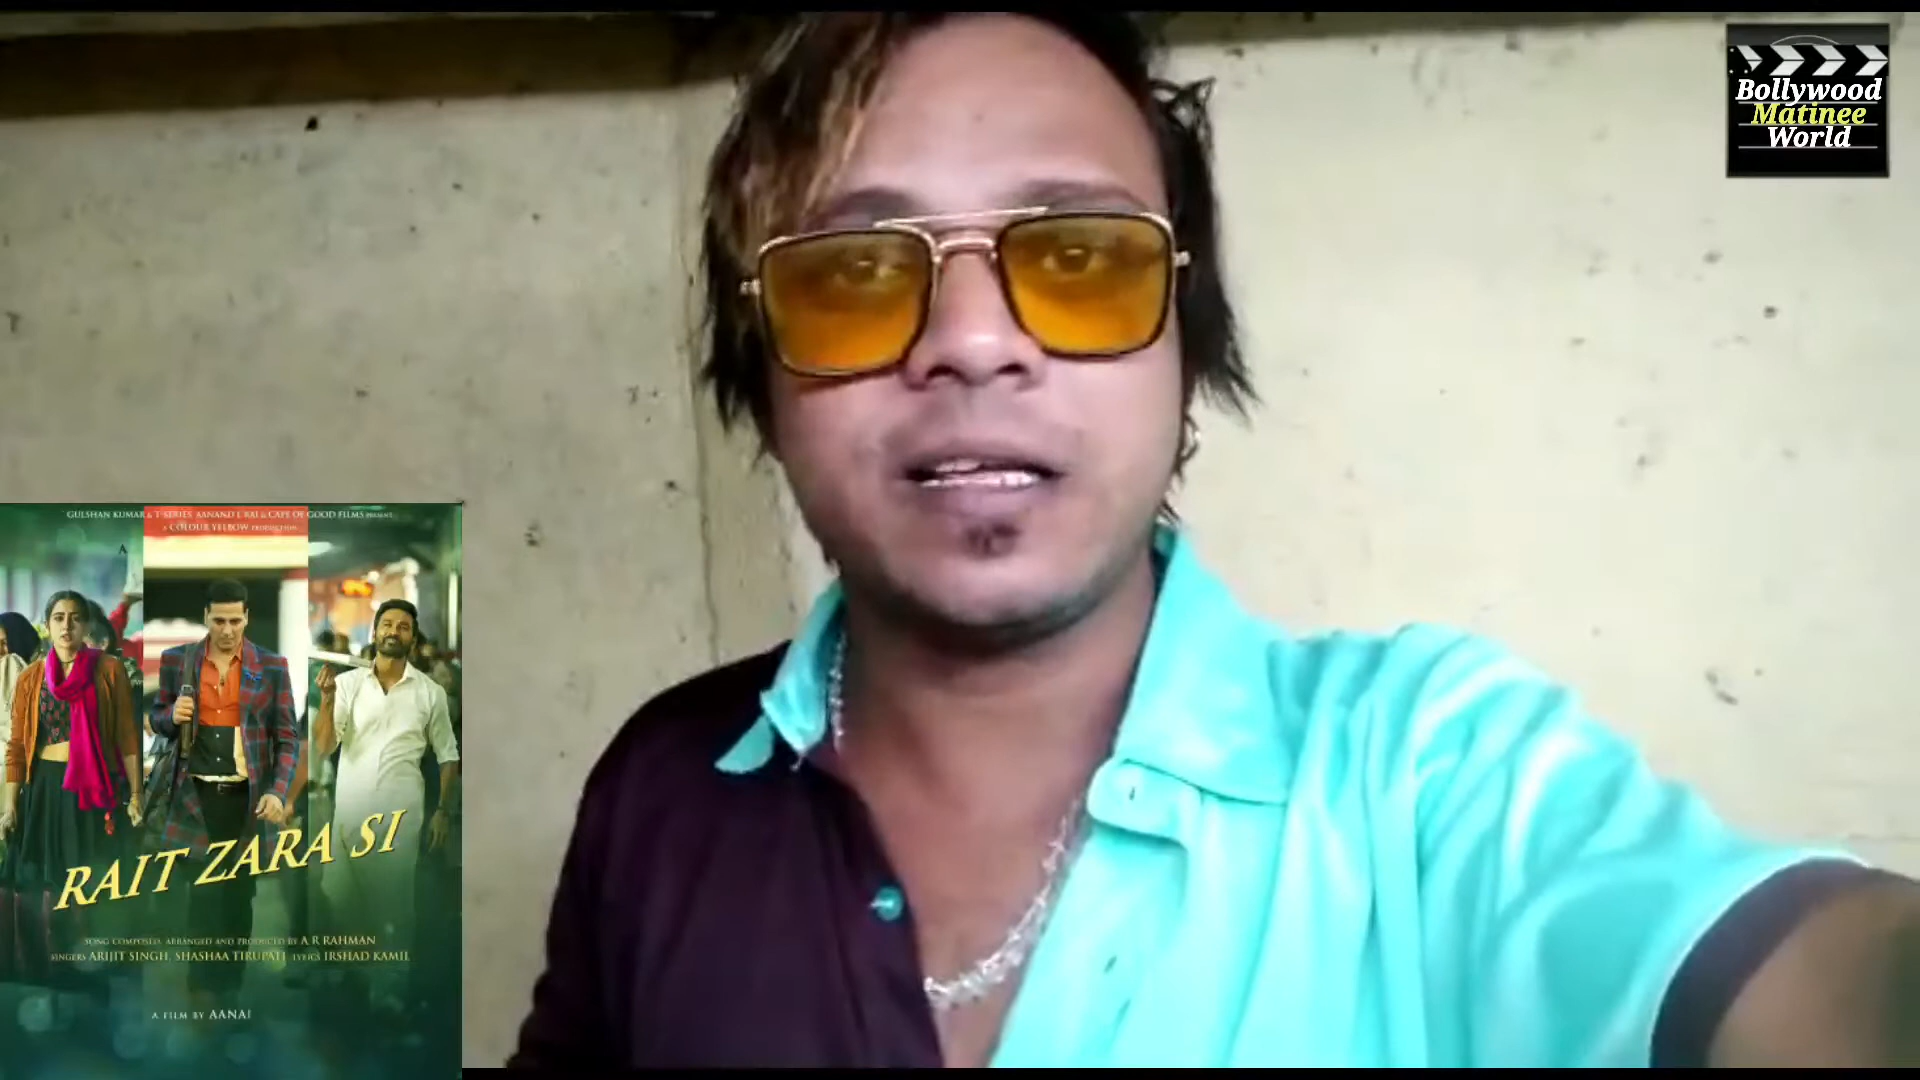 Bollywood
Matinee
World
GULSHAN KUMAR & T-SERIES, AANAND L RAI & CAPE OF GOOD FILMS PRESENT
A COLOUR YELLOW PRODUCTION
A
RAIT ZARA SI
SONG COMPOSED, ARRANGED AND PRODUCED BY A R RAHMAN
SINGERS ARIJIT SINGH, SHASHAA TIRUPATI LYRICS IRSHAD KAMIL
A FILM BY AANA